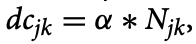 dc_{jk} = α * N_{jk},